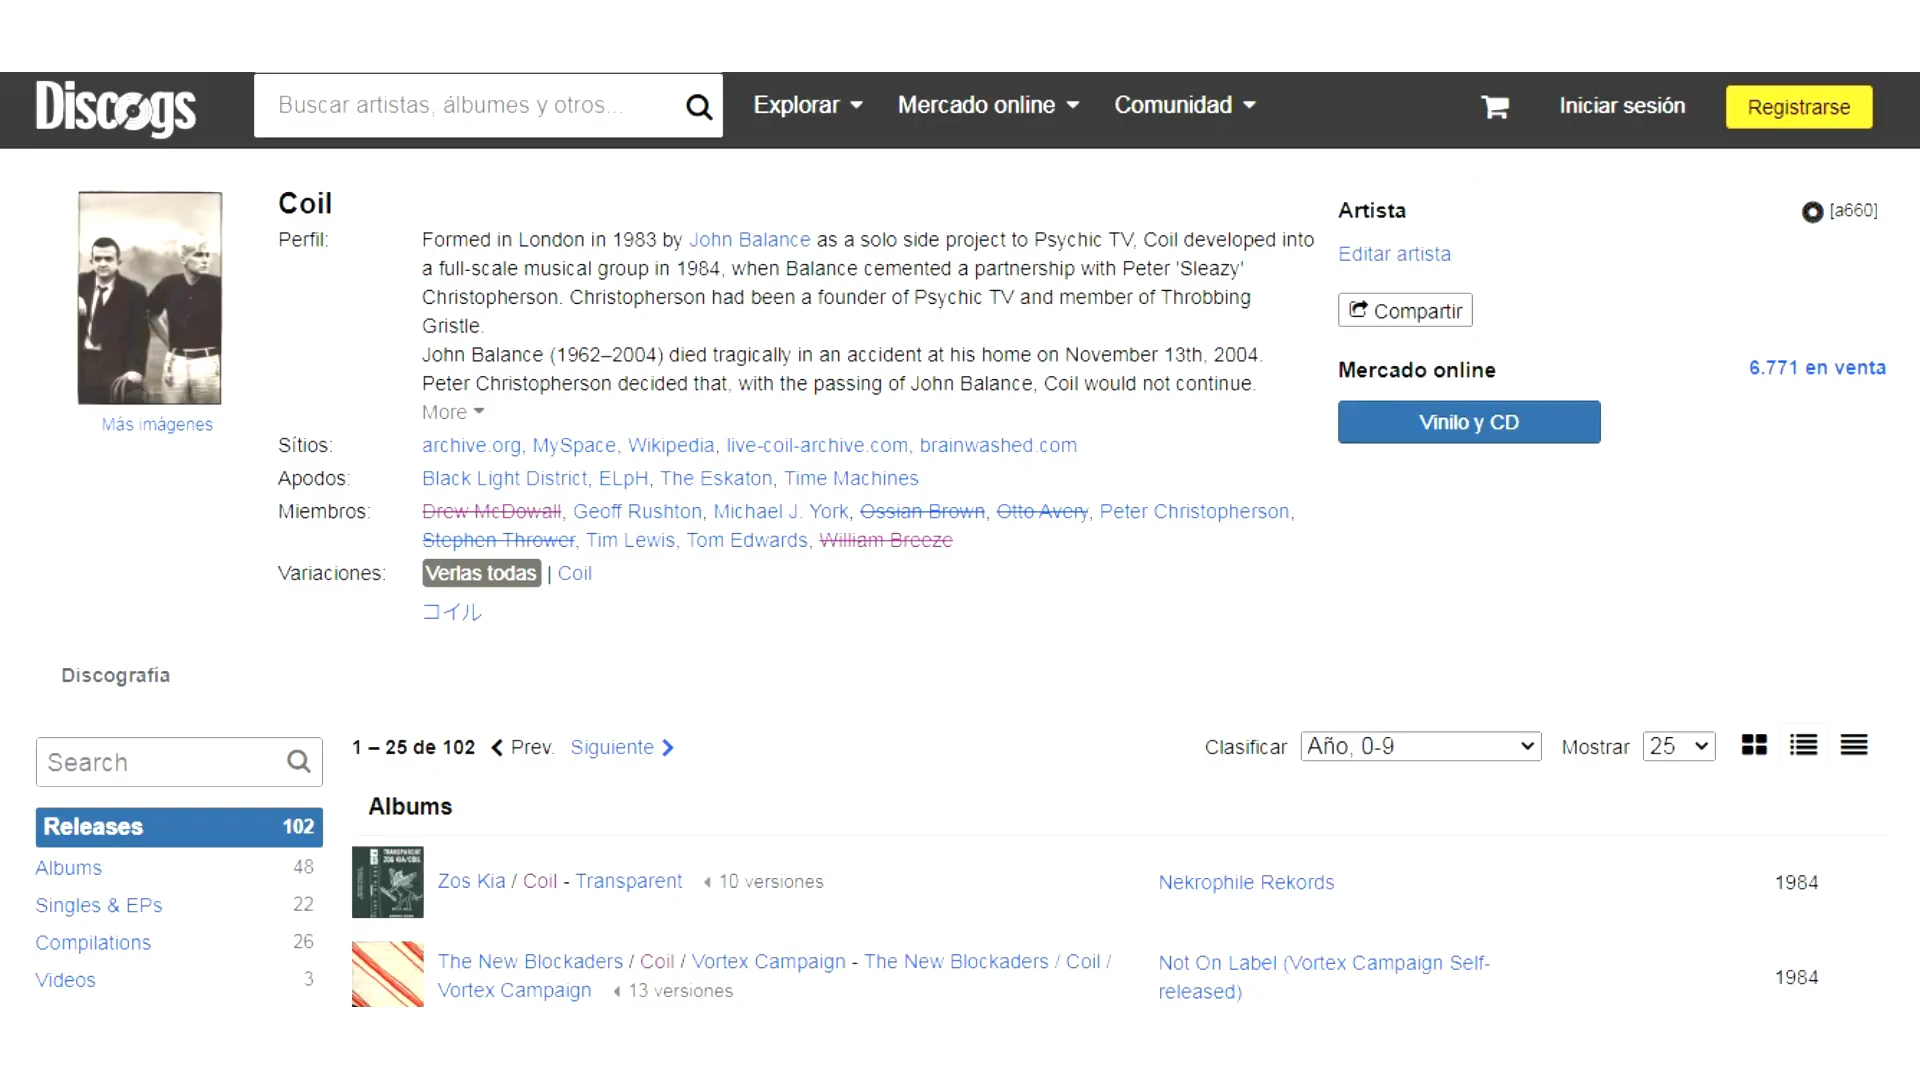 Discogs
Buscar artistas, álbumes y otros...
Explorar
Mercado online
Comunidad
Iniciar sesión
Registrarse
Coil
Perfil:
Formed in London in 1983 by John Balance as a solo side project to Psychic TV, Coil developed into
a full-scale musical group in 1984, when Balance cemented a partnership with Peter 'Sleazy'
Christopherson. Christopherson had been a founder of Psychic TV and member of Throbbing
Gristle.
John Balance (1962–2004) died tragically in an accident at his home on November 13th, 2004.
Peter Christopherson decided that, with the passing of John Balance, Coil would not continue.
More
Más imágenes
Sítios:
archive.org, MySpace, Wikipedia, live-coil-archive.com, brainwashed.com
Apodos:
Black Light District, ELpH, The Eskaton, Time Machines
Miembros:
Drew McDowall, Geoff Rushton, Michael J. York, Ossian Brown, Otto Avery, Peter Christopherson,
Stephen Thrower, Tim Lewis, Tom Edwards, William Breeze
Variaciones:
Verlas todas | Coil
コイル
Artista
[a660]
Editar artista
Compartir
Mercado online
6.771 en venta
Vinilo y CD
Discografía
Search
Releases 102
Albums 48
Singles & EPs 22
Compilations 26
Videos 3
1 – 25 de 102 Prev. Siguiente
Clasificar Año, 0-9
Mostrar 25
Albums
TRANSPARENT
ZOS KIA/COIL
Zos Kia / Coil - Transparent 10 versiones
Nekrophile Rekords
1984
The New Blockaders / Coil / Vortex Campaign - The New Blockaders / Coil /
Vortex Campaign 13 versiones
Not On Label (Vortex Campaign Self-
released)
1984